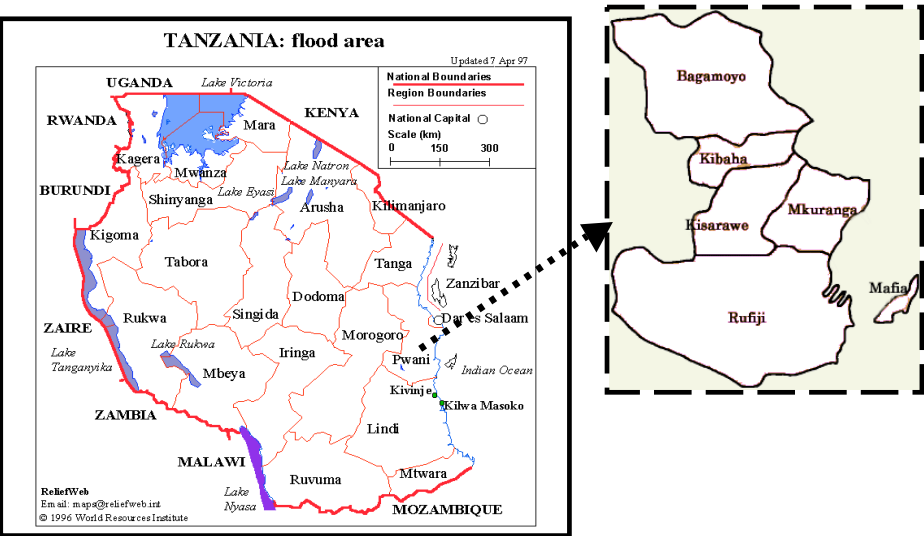 TANZANIA: flood area
Updated 7 Apr 97
National Boundaries
Region Boundaries
National Capital
Scale (km)
0 150 300
UGANDA
Lake Victoria
RWANDA
KENYA
Mara
Kagera
Mwanza
Lake Natron
Lake Manyara
BURUNDI
Shinyanga
Lake Eyasi
Arusha
Kilimanjaro
Kigoma
Tabora
Tanga
Zanzibar
Dodoma
Singida
Rukwa
Dar es Salaam
ZAIRE
Morogoro
Lake
Tanganyika
Lake Rukwa
Iringa
Pwani
Mbeya
Indian Ocean
Kivinje
Kilwa Masoko
ZAMBIA
Lindi
MALAWI
Ruvuma
Mtwara
Lake
Nyasa
MOZAMBIQUE
ReliefWeb
Email: maps@reliefweb.int
© 1996 World Resources Institute
Bagamoyo
Kibaha
Kisarawe
Mkuranga
Mafia
Rufiji